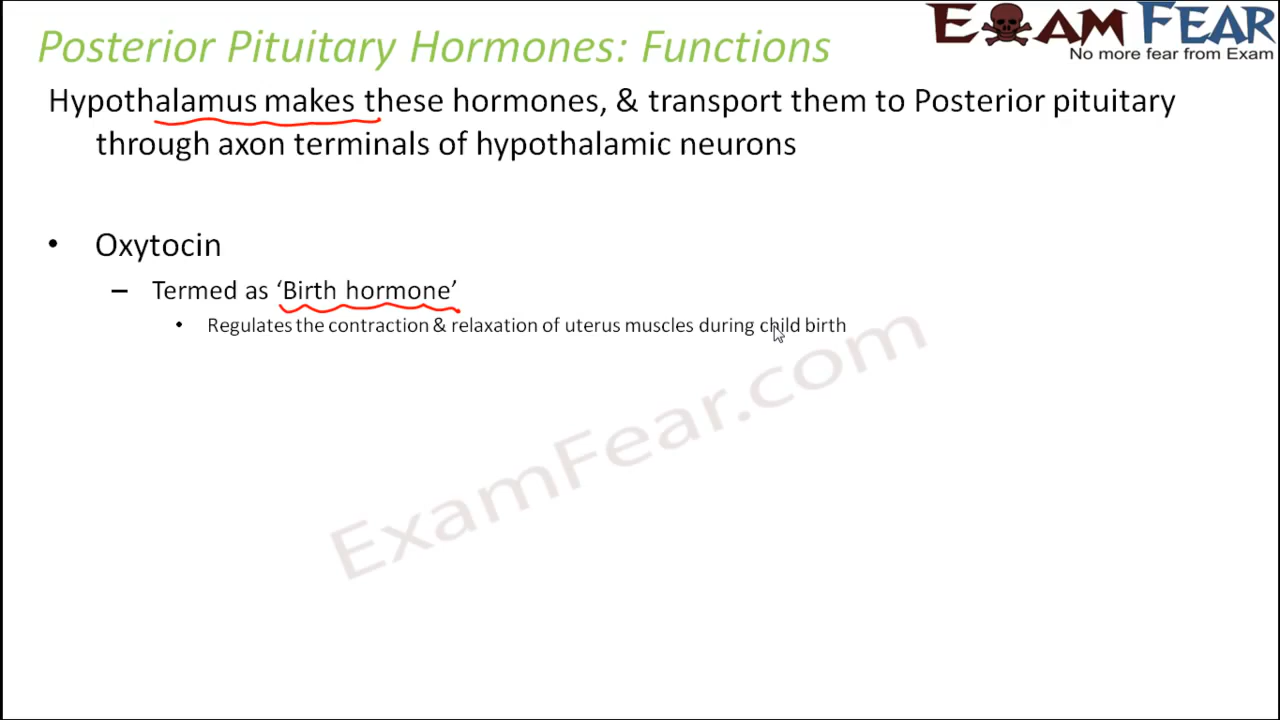 Posterior Pituitary Hormones: Functions
EXAM FEAR
No more fear from Exam
Hypothalamus makes these hormones, & transport them to Posterior pituitary
through axon terminals of hypothalamic neurons
• Oxytocin
– Termed as ‘Birth hormone’
• Regulates the contraction & relaxation of uterus muscles during child birth
ExamFear.com